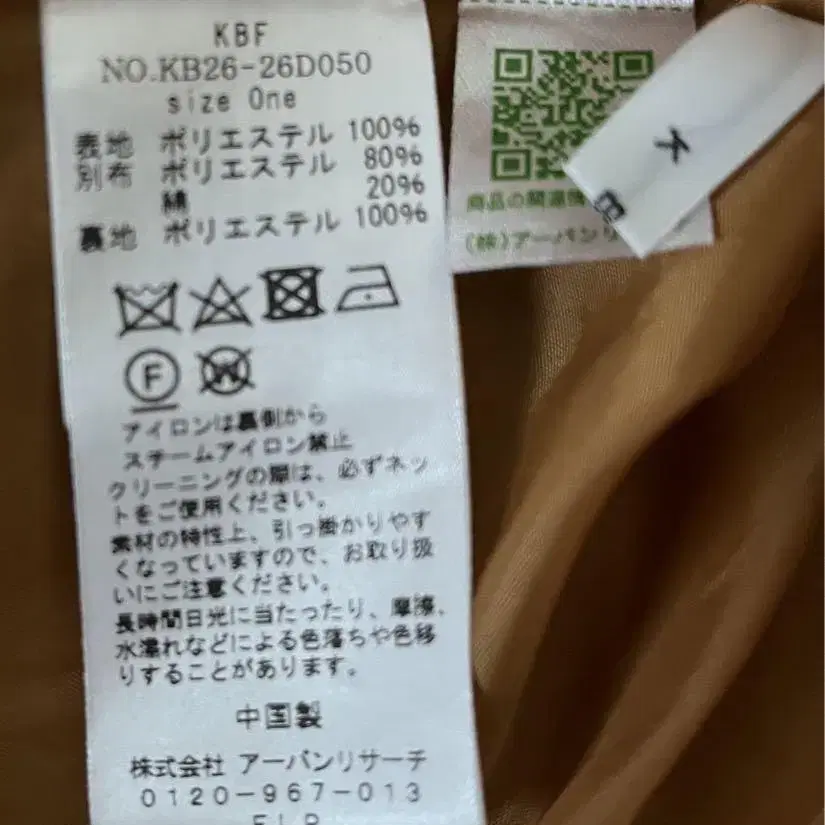 KBF
NO.KB26-26D050
size One
表地 ポリエステル 100%
別布 ポリエステル 80%
綿 20%
裏地 ポリエステル 100%
F
W
アイロンは裏側から
スチームアイロン禁止
クリーニングの際は、必ずネッ
トをご使用ください。
素材の特性上、引っ掛かりやす
くなっていますので、お取り扱
いにご注意ください。
長時間日光に当たったり、摩擦、
水濡れなどによる色落ちや色移
りすることがあります。
中国製
株式会社 アーバンリサーチ
0120-967-013
商品の関連情
(株)アーバンリ